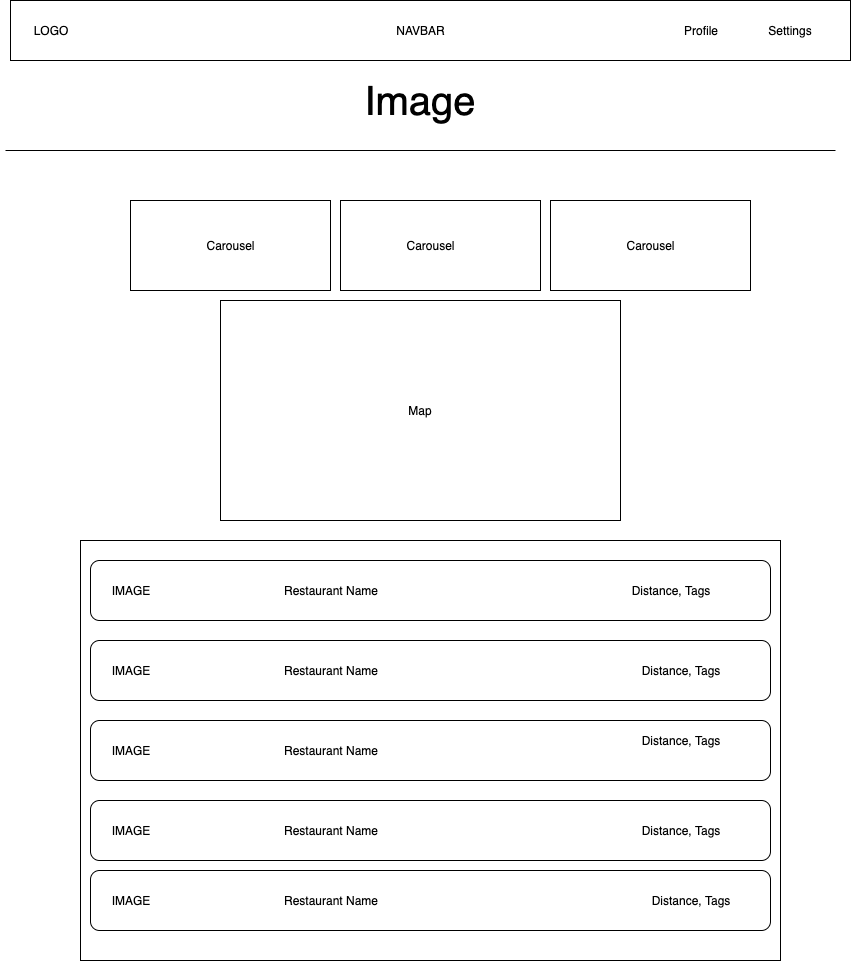 LOGO NAVBAR Profile Settings
Image
Carousel Carousel Carousel
Map
IMAGE Restaurant Name Distance, Tags
IMAGE Restaurant Name Distance, Tags
IMAGE Restaurant Name Distance, Tags
IMAGE Restaurant Name Distance, Tags
IMAGE Restaurant Name Distance, Tags